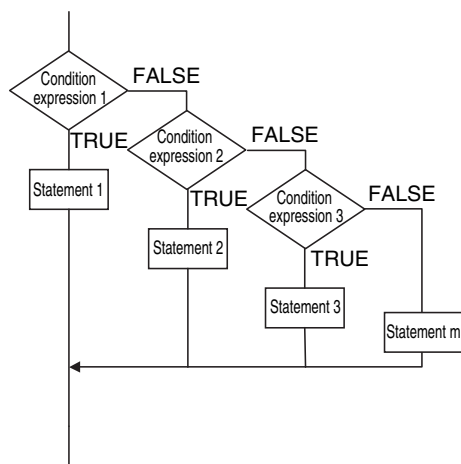 Condition
expression 1
FALSE
TRUE
Statement 1
Condition
expression 2
FALSE
TRUE
Statement 2
Condition
expression 3
FALSE
TRUE
Statement 3
Statement m